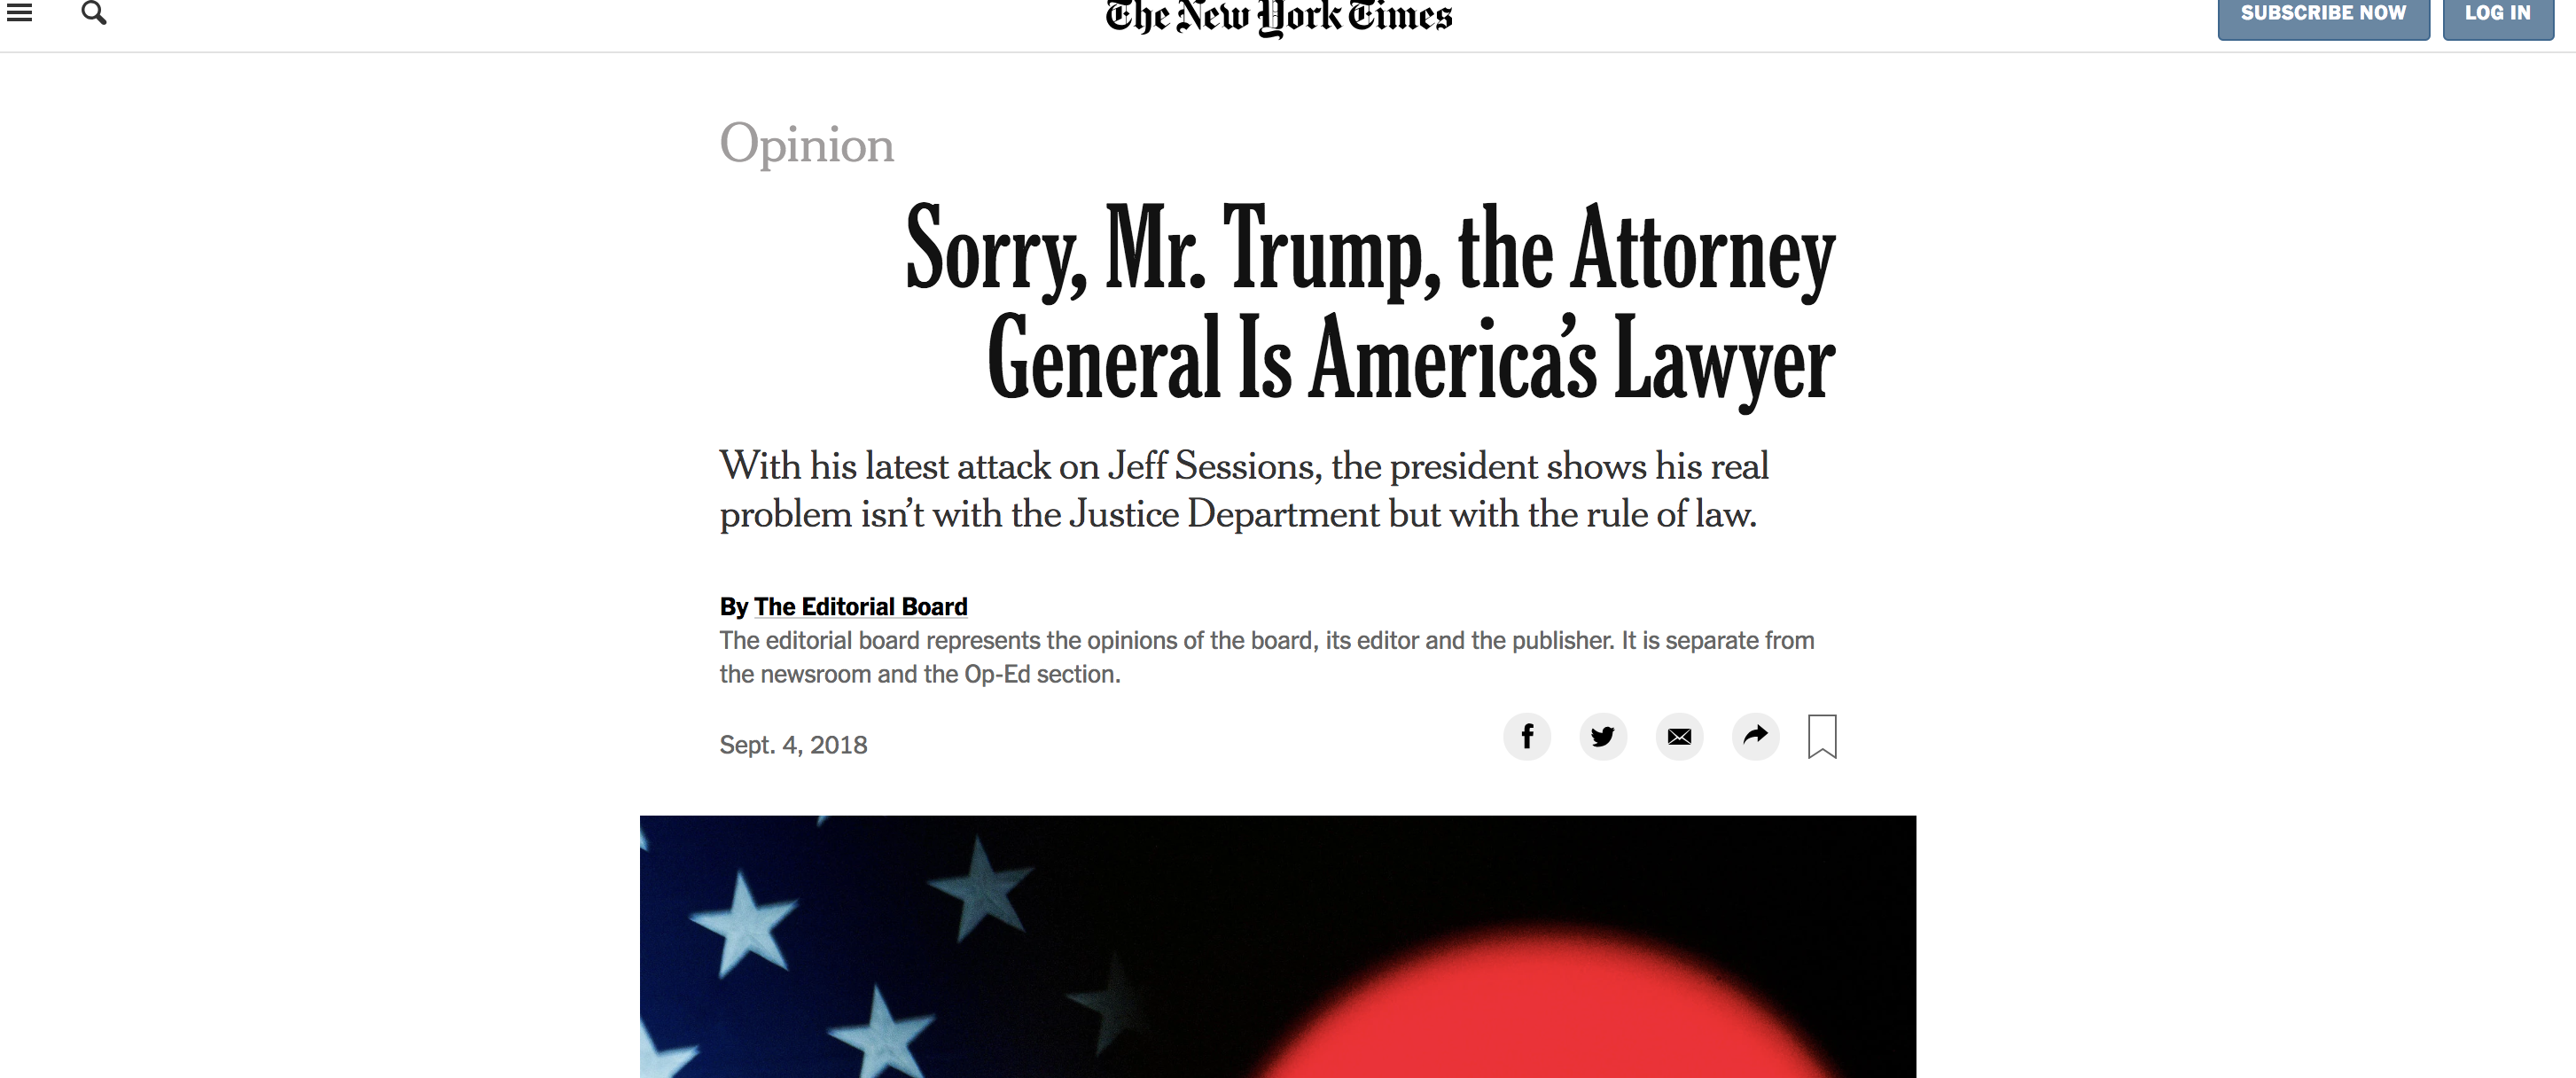 The New York Times
SUBSCRIBE NOW
LOG IN
Opinion
Sorry, Mr. Trump, the Attorney
General Is America’s Lawyer
With his latest attack on Jeff Sessions, the president shows his real
problem isn’t with the Justice Department but with the rule of law.
By The Editorial Board
The editorial board represents the opinions of the board, its editor and the publisher. It is separate from
the newsroom and the Op-Ed section.
Sept. 4, 2018